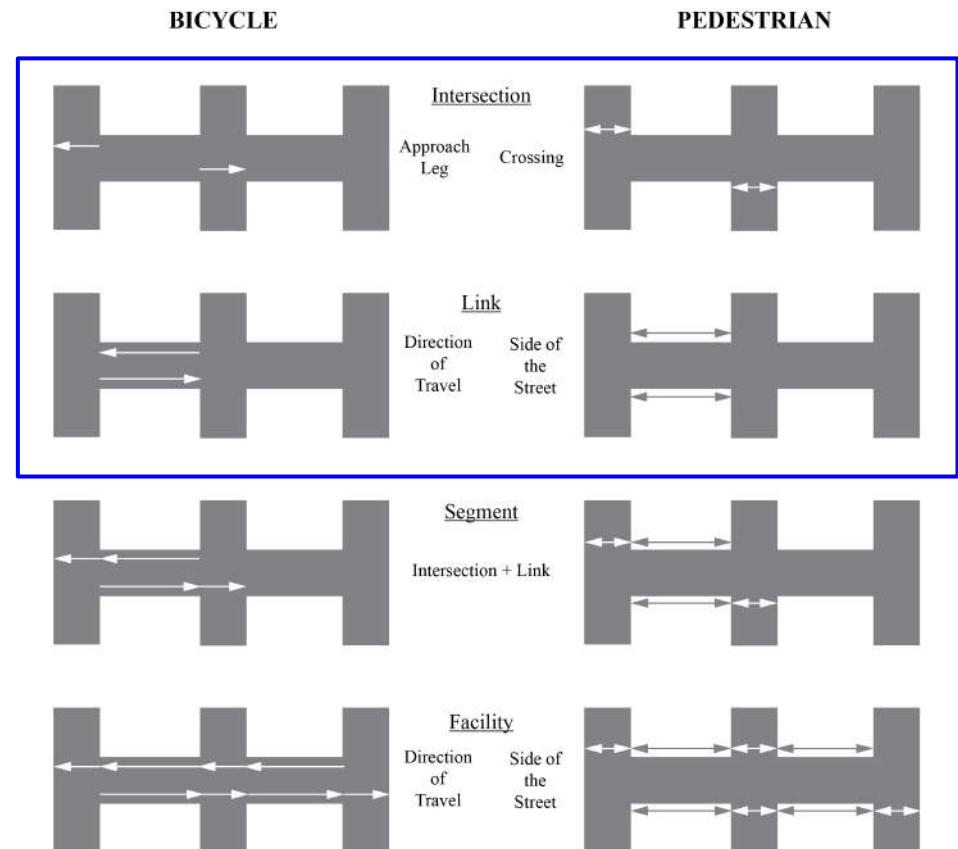 BICYCLE
PEDESTRIAN
Intersection
Approach
Leg
Crossing
Link
Direction
of
Travel
Side of
the
Street
Segment
Intersection + Link
Facility
Direction
of
Travel
Side of
the
Street